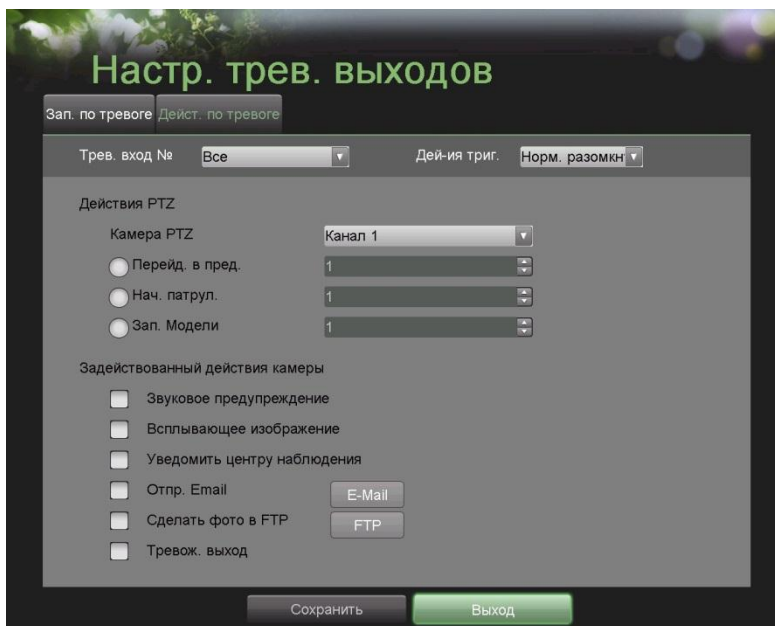 Настр. трев. выходов
Зап. по тревоге Дейст. по тревоге
Трев. вход № Все Дей-ия триг. Норм. разомкн
Действия PTZ
Камера PTZ Канал 1
Перейд. в пред. 1
Нач. патрул. 1
Зап. Модели 1
Задействованный действия камеры
Звуковое предупреждение
Всплывающее изображение
Уведомить центру наблюдения
Отпр. Email E-Mail
Сделать фото в FTP FTP
Тревож. выход
Сохранить Выход